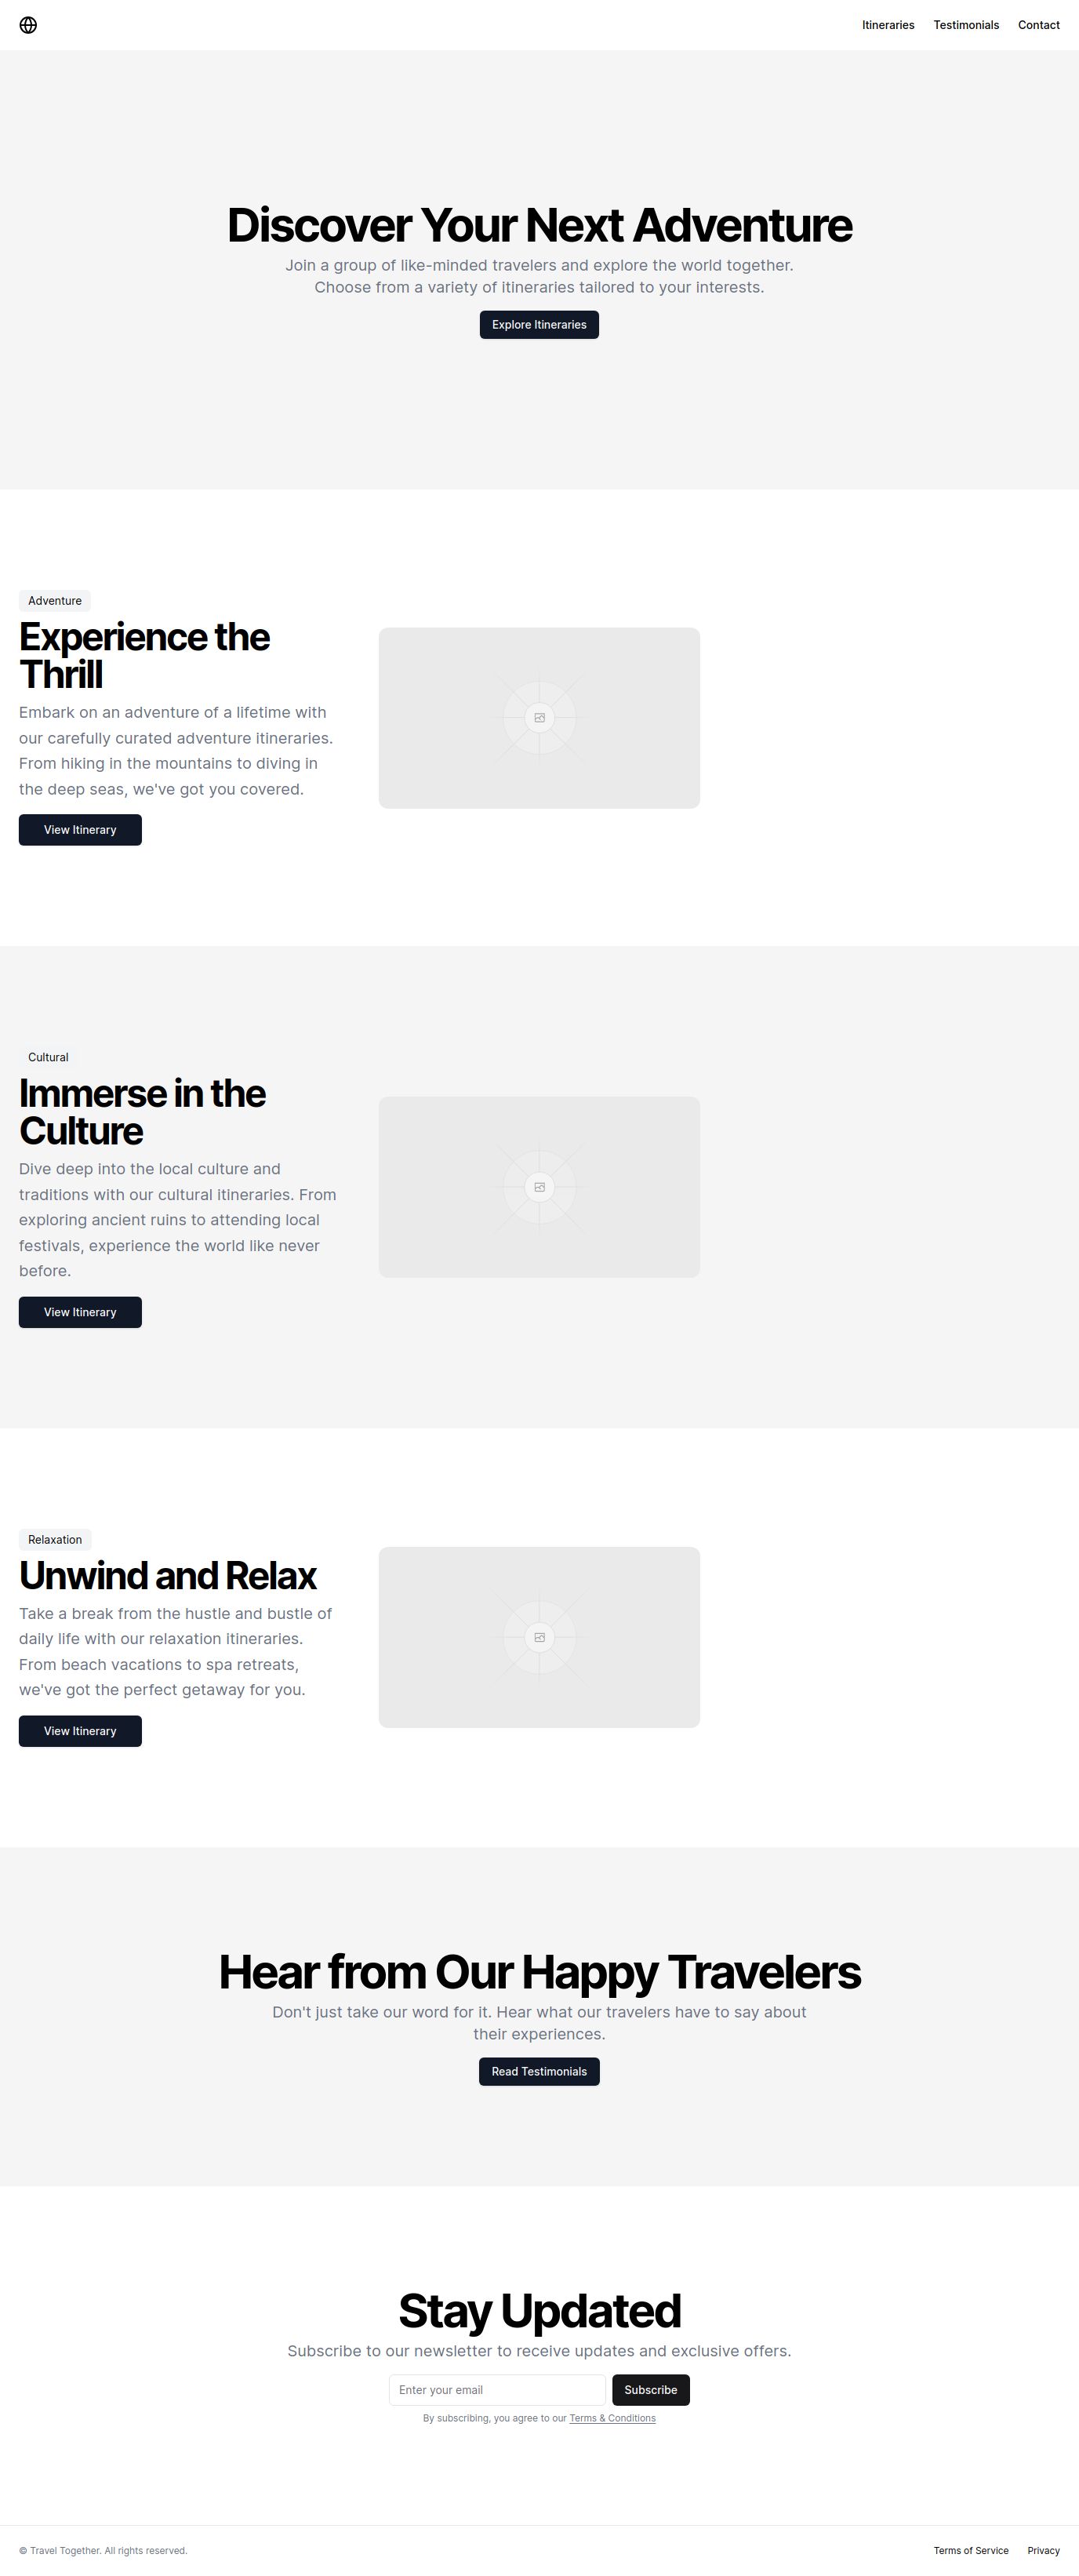 Itineraries Testimonials Contact
Discover Your Next Adventure
Join a group of like-minded travelers and explore the world together.
Choose from a variety of itineraries tailored to your interests.
Explore Itineraries
Adventure
Experience the
Thrill
Embark on an adventure of a lifetime with
our carefully curated adventure itineraries.
From hiking in the mountains to diving in
the deep seas, we've got you covered.
View Itinerary
Cultural
Immerse in the
Culture
Dive deep into the local culture and
traditions with our cultural itineraries. From
exploring ancient ruins to attending local
festivals, experience the world like never
before.
View Itinerary
Relaxation
Unwind and Relax
Take a break from the hustle and bustle of
daily life with our relaxation itineraries.
From beach vacations to spa retreats,
we've got the perfect getaway for you.
View Itinerary
Hear from Our Happy Travelers
Don't just take our word for it. Hear what our travelers have to say about
their experiences.
Read Testimonials
Stay Updated
Subscribe to our newsletter to receive updates and exclusive offers.
Enter your email Subscribe
By subscribing, you agree to our Terms & Conditions
© Travel Together. All rights reserved. Terms of Service Privacy